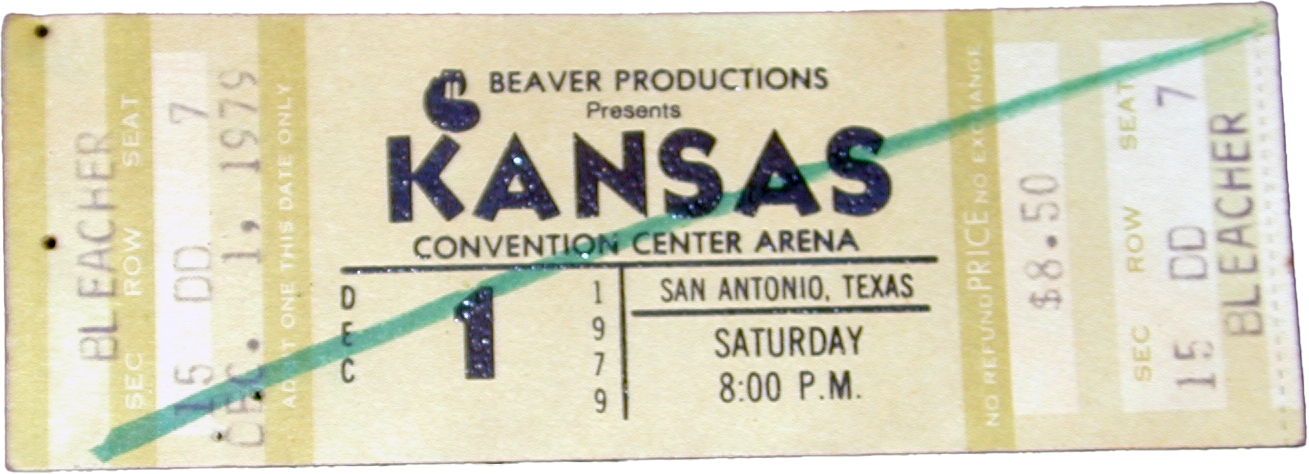 BLEACHER
SEC ROW SEAT
15 DD 7
DEC. 1, 1979
ADMIT ONE THIS DATE ONLY
BEAVER PRODUCTIONS
Presents
KANSAS
CONVENTION CENTER ARENA
DEC
1
1979
SAN ANTONIO, TEXAS
SATURDAY
8:00 P.M.
NO REFUND PRICE NO EXCHANGE
$8.50
SEC ROW SEAT
15 DD 7
BLEACHER